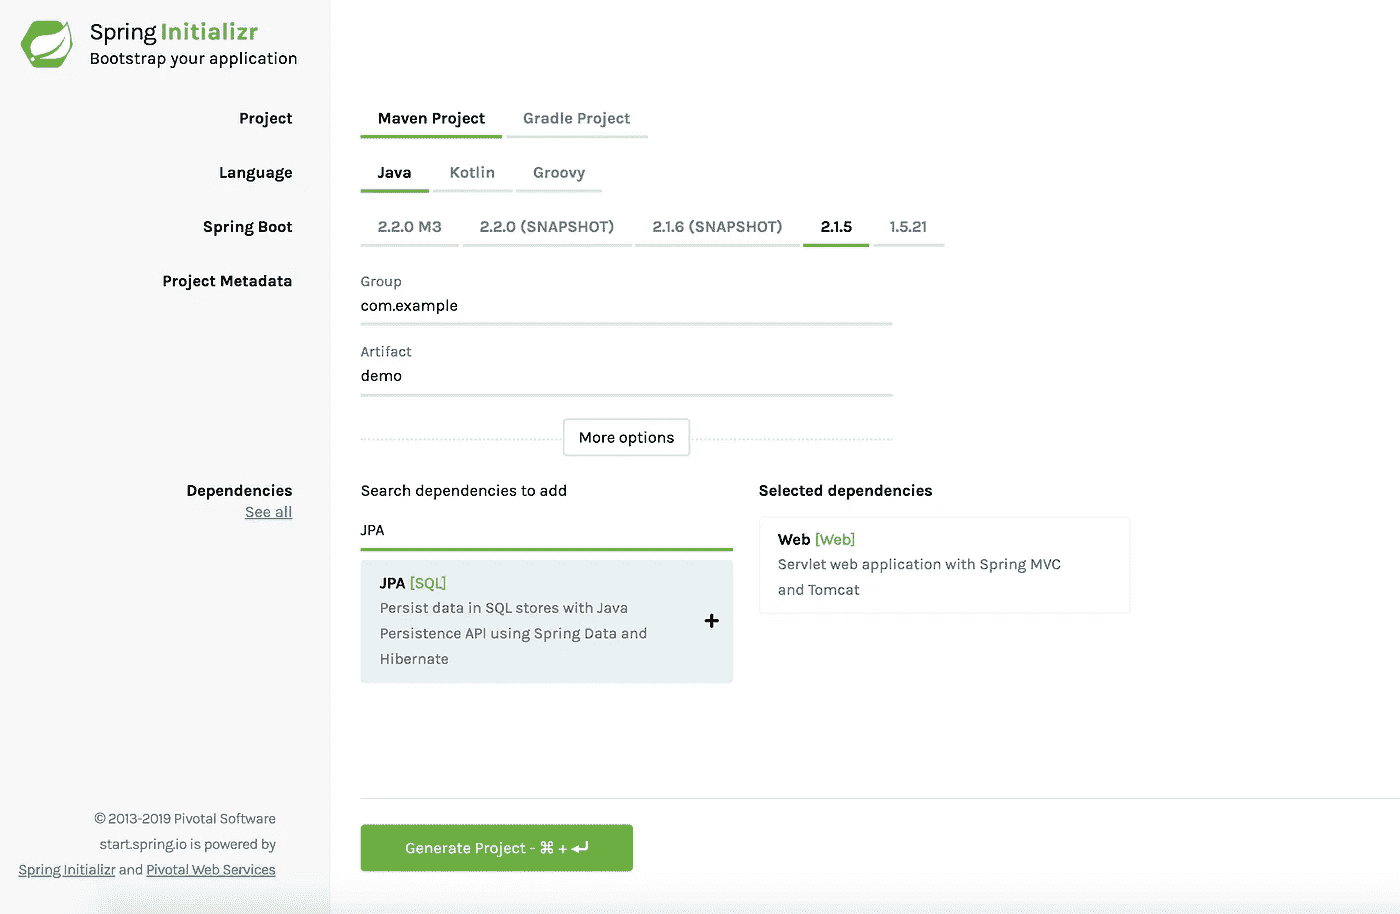 Spring Initializr
Bootstrap your application
Project
Maven Project
Gradle Project
Language
Java
Kotlin
Groovy
Spring Boot
2.2.0 M3
2.2.0 (SNAPSHOT)
2.1.6 (SNAPSHOT)
2.1.5
1.5.21
Project Metadata
Group
com.example
Artifact
demo
More options
Dependencies
See all
Search dependencies to add
JPA
JPA [SQL]
Persist data in SQL stores with Java
Persistence API using Spring Data and
Hibernate
+
Selected dependencies
Web [Web]
Servlet web application with Spring MVC
and Tomcat
© 2013-2019 Pivotal Software
start.spring.io is powered by
Spring Initializr and Pivotal Web Services
Generate Project - ⌘ + ↵